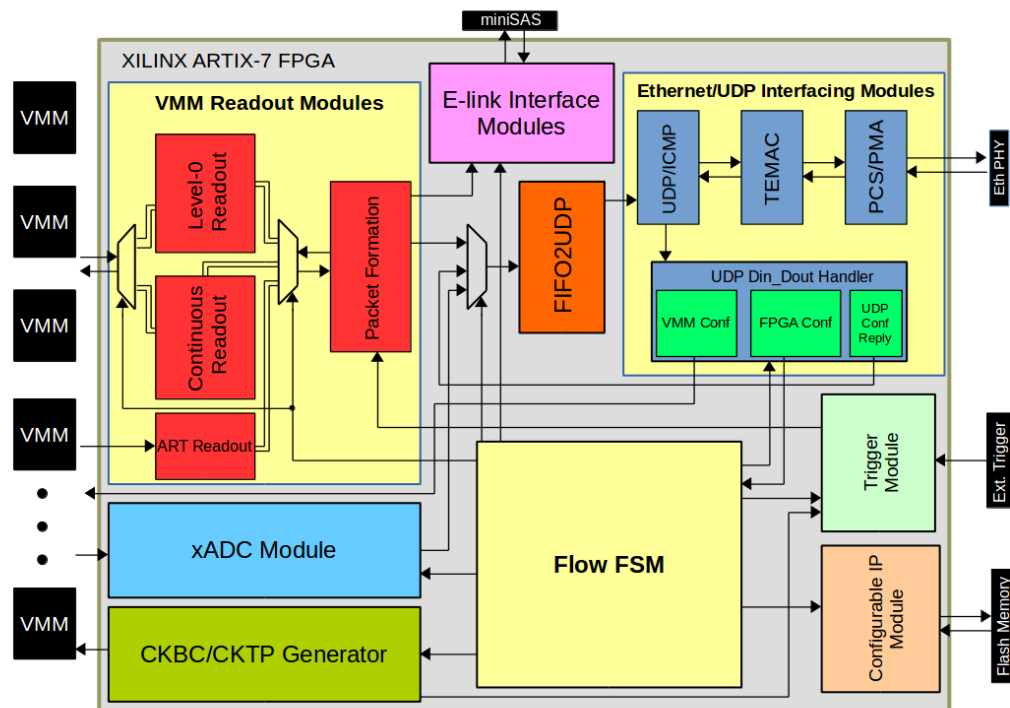 miniSAS
XILINX ARTIX-7 FPGA
VMM
VMM
VMM
VMM
VMM
VMM Readout Modules
Level-0
Readout
Continuous
Readout
ART Readout
Packet Formation
E-link Interface
Modules
FIFO2UDP
Ethernet/UDP Interfacing Modules
UDP/ICMP
TEMAC
PCS/PMA
Eth PHY
UDP Din_Dout Handler
VMM Conf
FPGA Conf
UDP
Conf
Reply
xADC Module
CKBC/CKTP Generator
Flow FSM
Trigger
Module
Ext. Trigger
Configurable IP
Module
Flash Memory